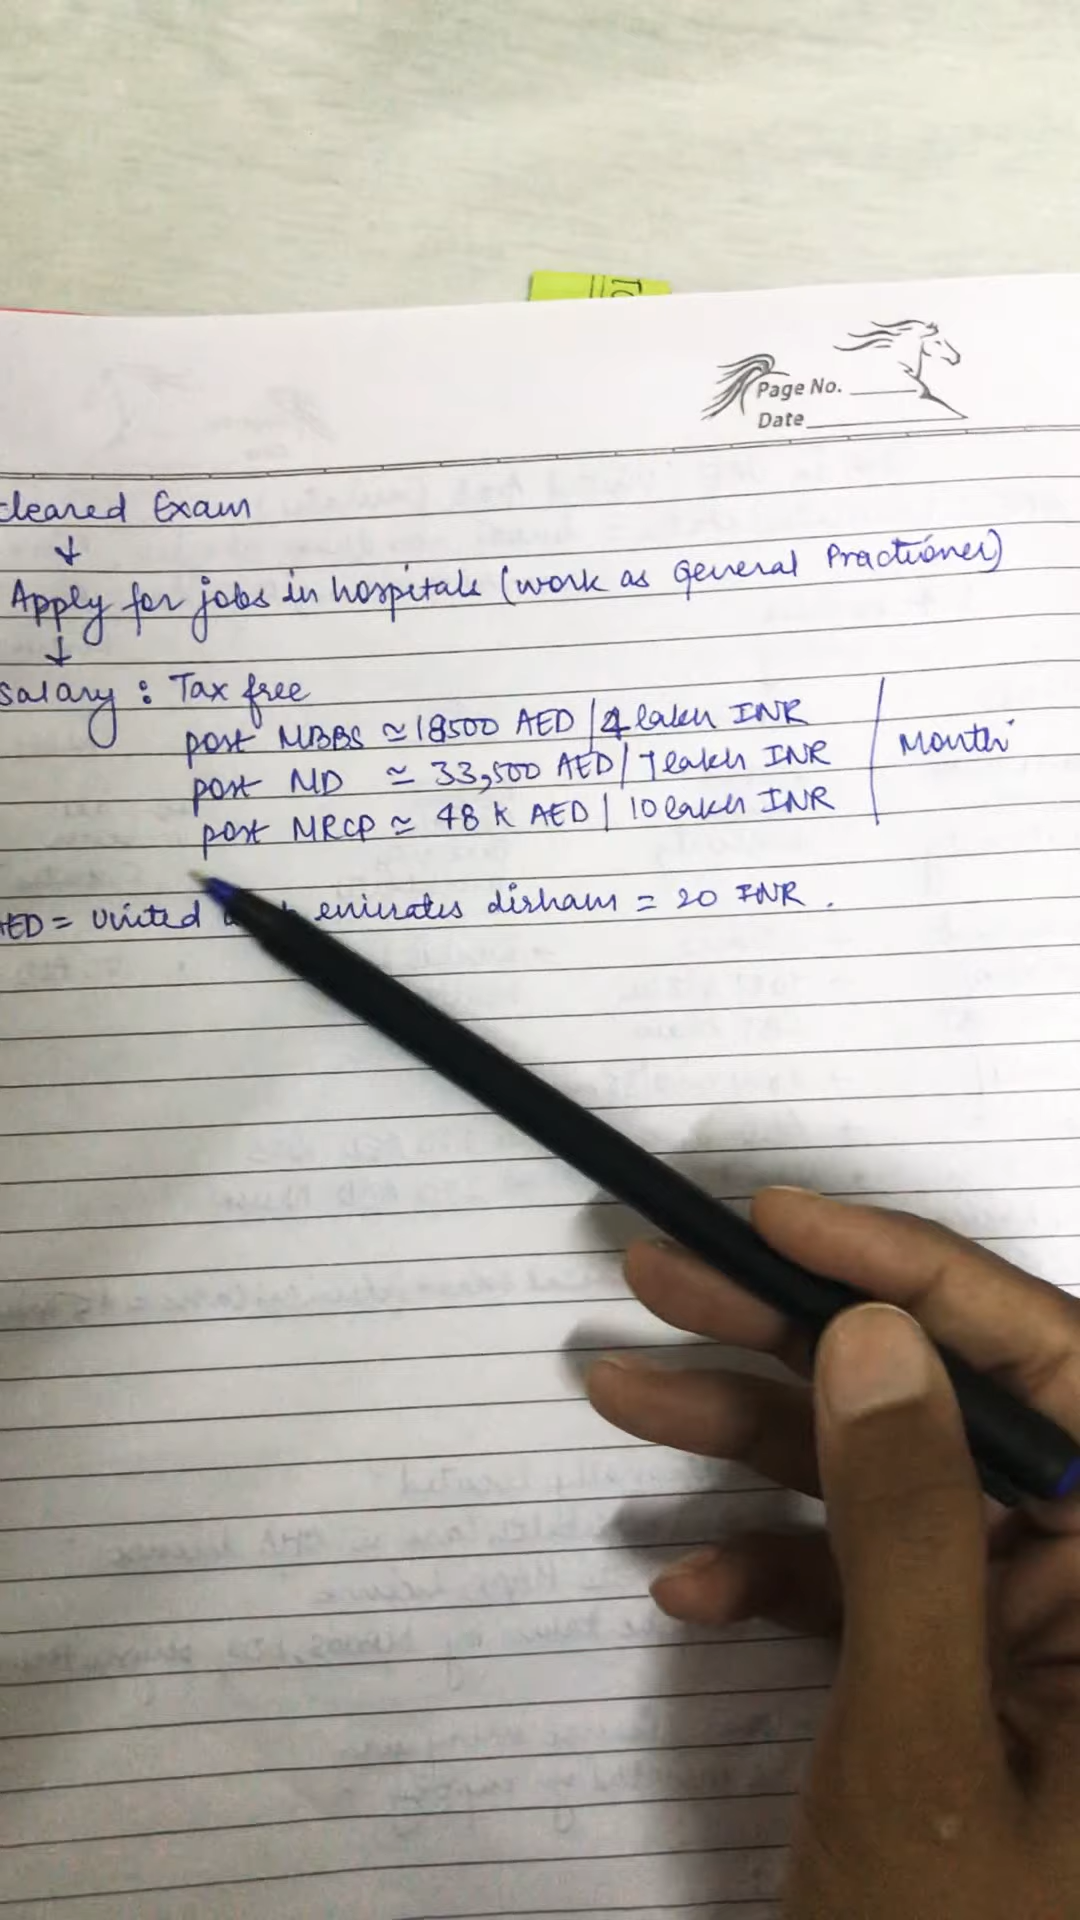 Page No.
Date
cleared Exam
↓
Apply for jobs in hospitals (work as General Practioner)
↓
Salary : Tax free
post MBBS ≃ 18500 AED / 4 lakh INR
post MD ≃ 33,500 AED / 7 lakh INR / Month
post MRCP ≃ 48 K AED / 10 lakh INR
AED = United emirates dirham = 20 INR .